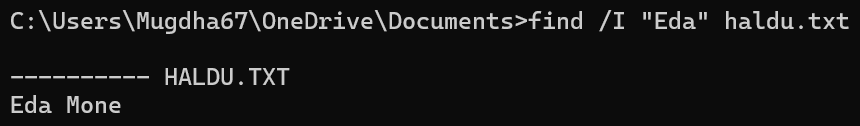 C:\Users\Mugdha67\OneDrive\Documents>find /I "Eda" haldu.txt
---------- HALDU.TXT
Eda Mone